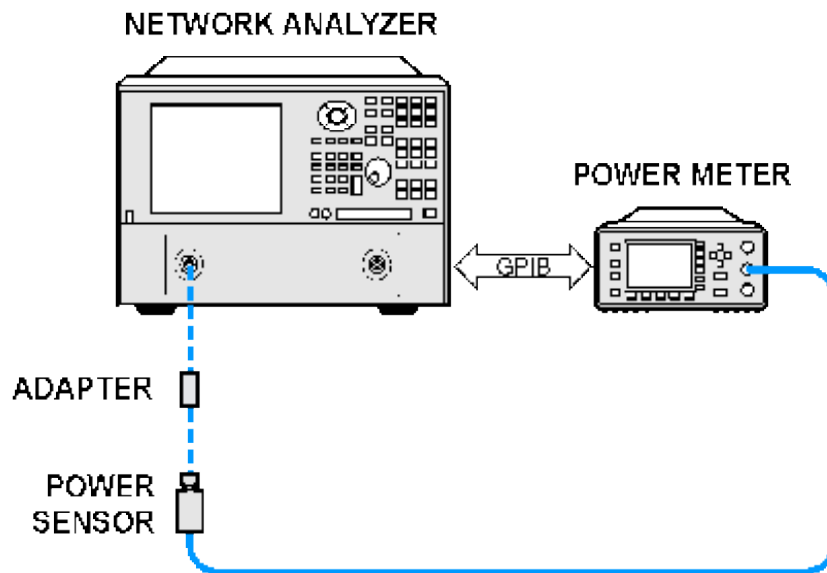 NETWORK ANALYZER
POWER METER
GPIB
ADAPTER
POWER
SENSOR